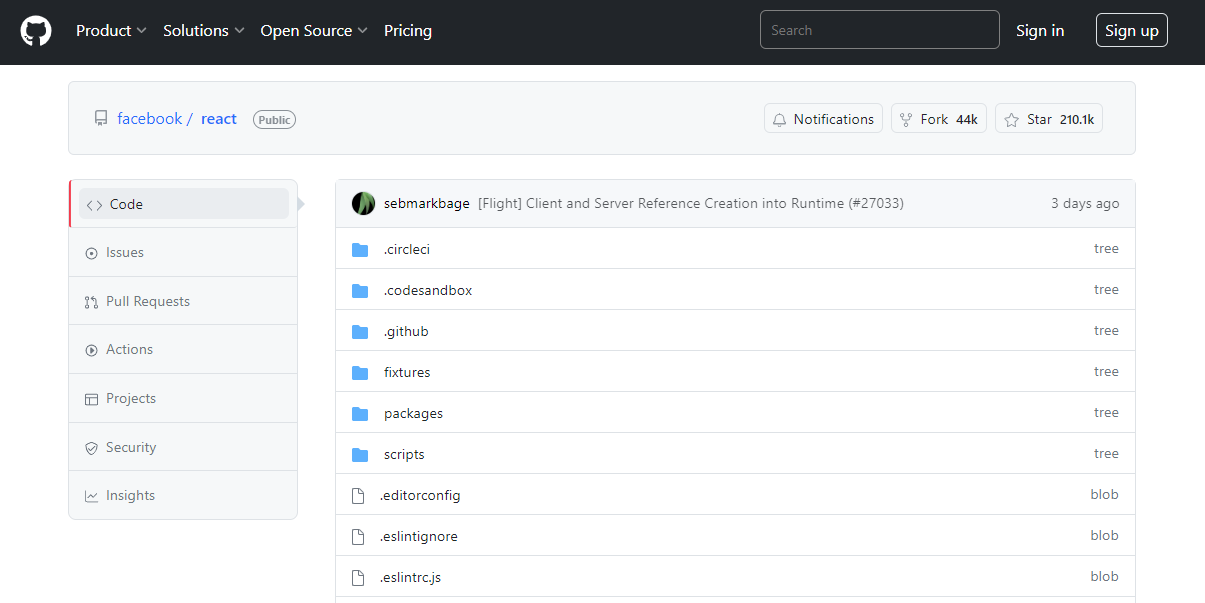 Product Solutions Open Source Pricing Search Sign in Sign up
facebook / react Public Notifications Fork 44k Star 210.1k
Code
Issues
Pull Requests
Actions
Projects
Security
Insights
sebmarkbage [Flight] Client and Server Reference Creation into Runtime (#27033) 3 days ago
.circleci tree
.codesandbox tree
.github tree
fixtures tree
packages tree
scripts tree
.editorconfig blob
.eslintignore blob
.eslintrc.js blob